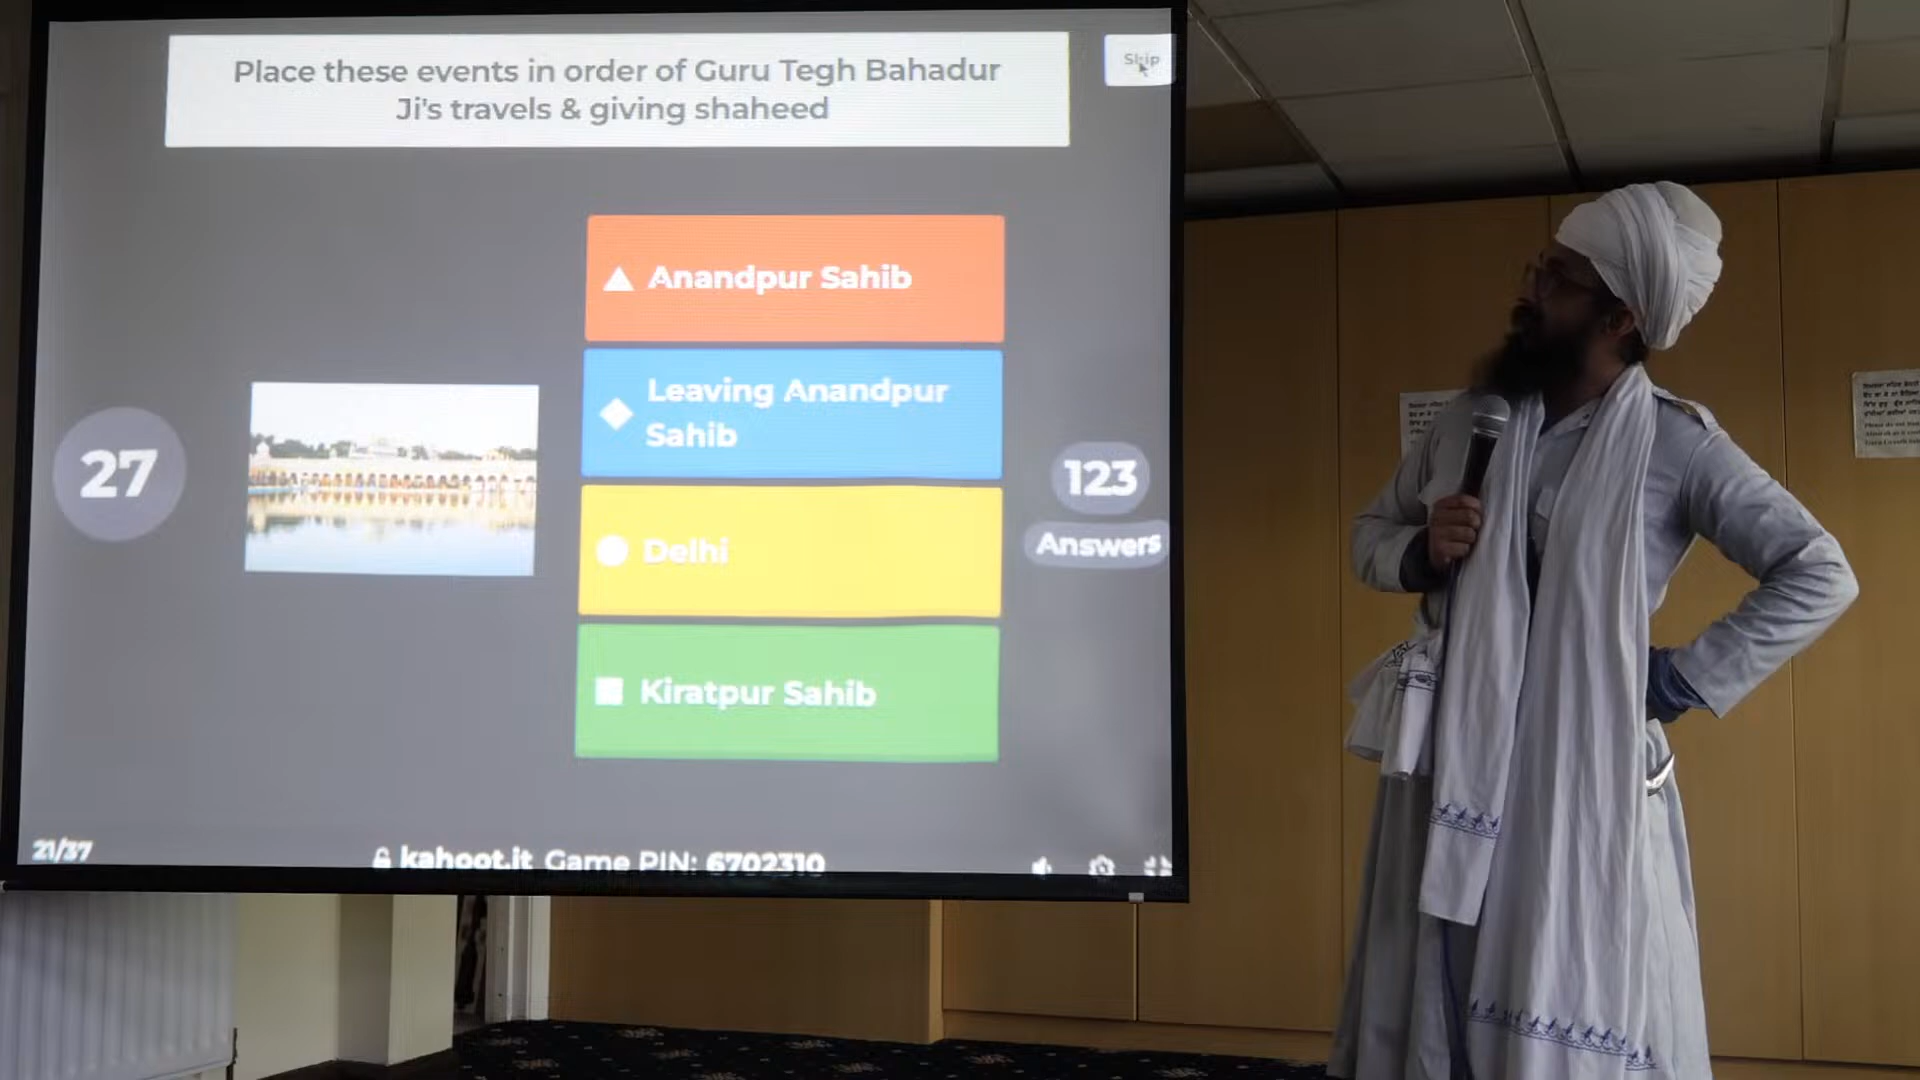 Place these events in order of Guru Tegh Bahadur
Ji's travels & giving shaheed
Skip
Anandpur Sahib
Leaving Anandpur
Sahib
27
123
Answers
Delhi
Kiratpur Sahib
21/37
kahoot.it Game PIN: 6702310